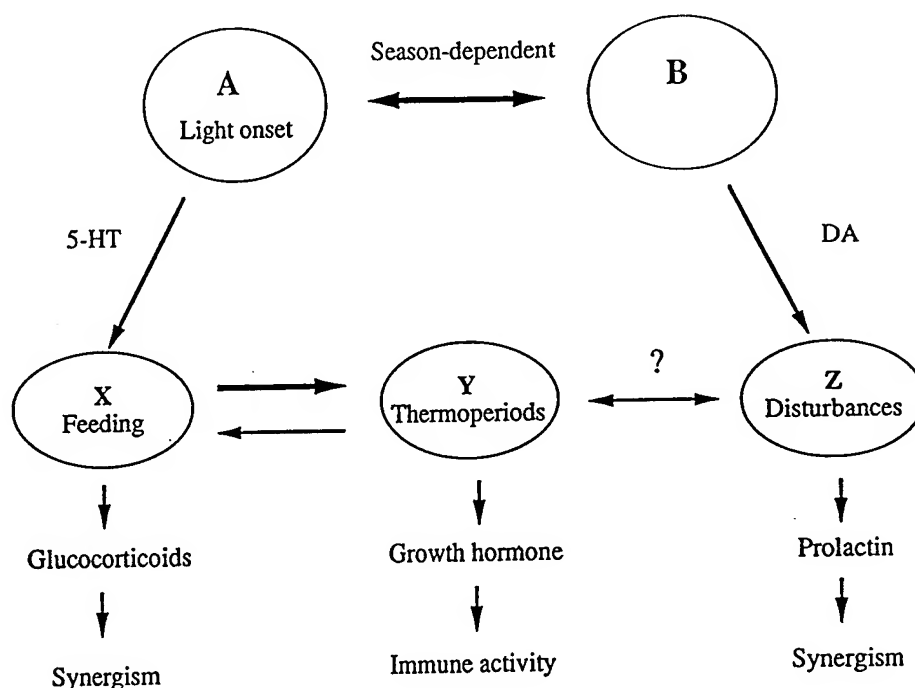 Season-dependent
A
Light onset
B
5-HT
DA
X
Feeding
Y
Thermoperiods
?
Z
Disturbances
Glucocorticoids
Growth hormone
Prolactin
Synergism
Immune activity
Synergism